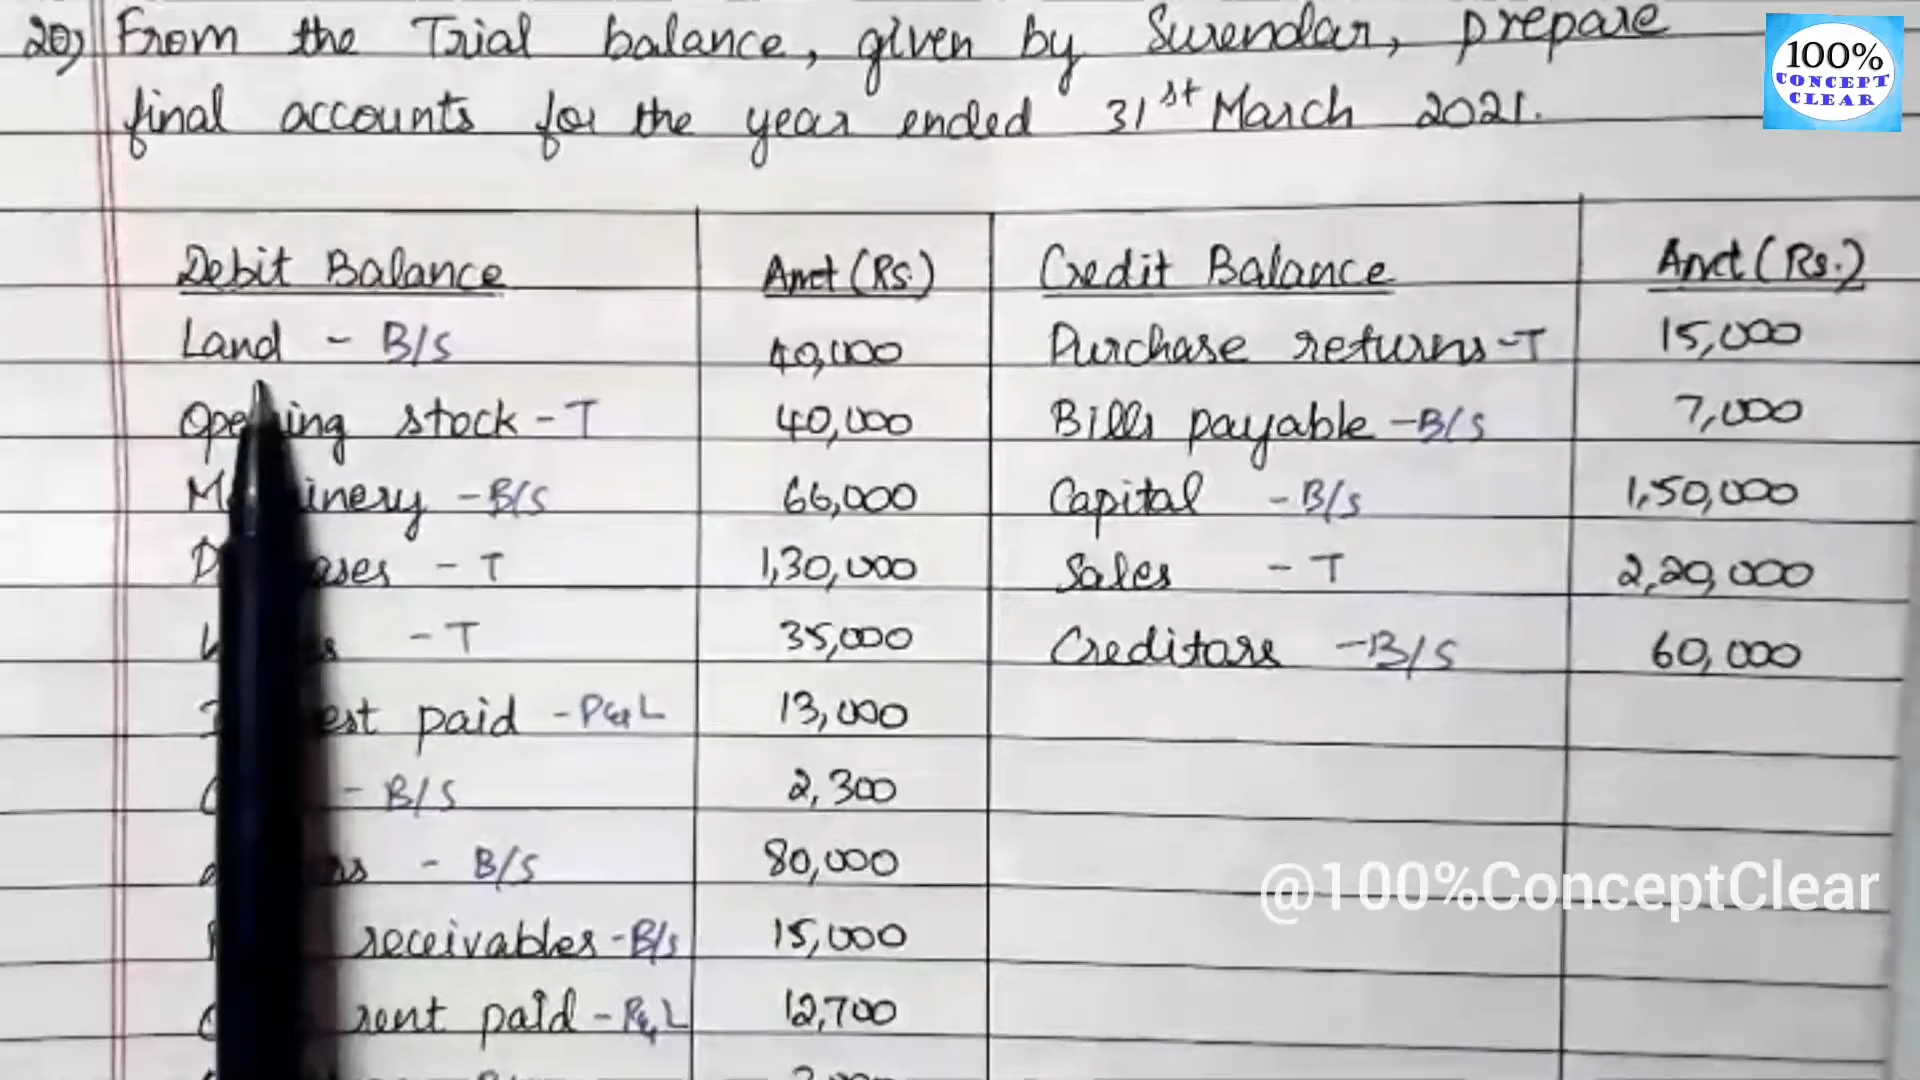 20) From the Trial balance, given by Surendar, prepare
final accounts for the year ended 31st March 2021.
100%
CONCEPT
CLEAR
Debit Balance Amt (Rs.) Credit Balance Amt (Rs.)
Land - B/S 40,000 Purchase returns - T 15,000
Opening stock - T 40,000 Bills payable - B/S 7,000
Machinery - B/S 66,000 Capital - B/S 1,50,000
- T 1,30,000 Sales - T 2,20,000
- T 35,000 Creditors - B/S 60,000
paid - P&L 13,000
- B/S 2,300
- B/S 80,000
receivables - B/S 15,000
rent paid - P&L 12,700
@100%ConceptClear